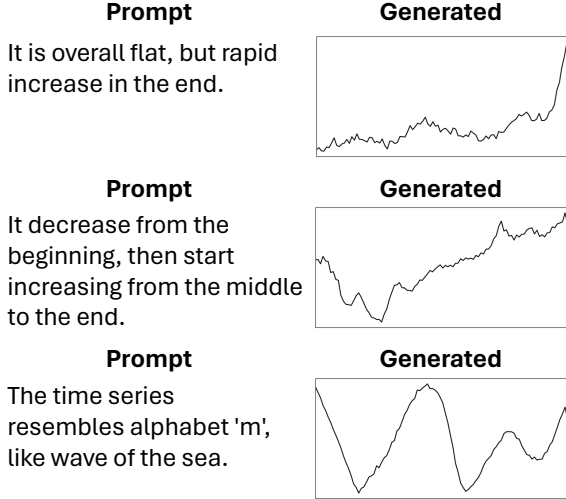 Prompt Generated
It is overall flat, but rapid
increase in the end.
Prompt Generated
It decrease from the
beginning, then start
increasing from the middle
to the end.
Prompt Generated
The time series
resembles alphabet 'm',
like wave of the sea.